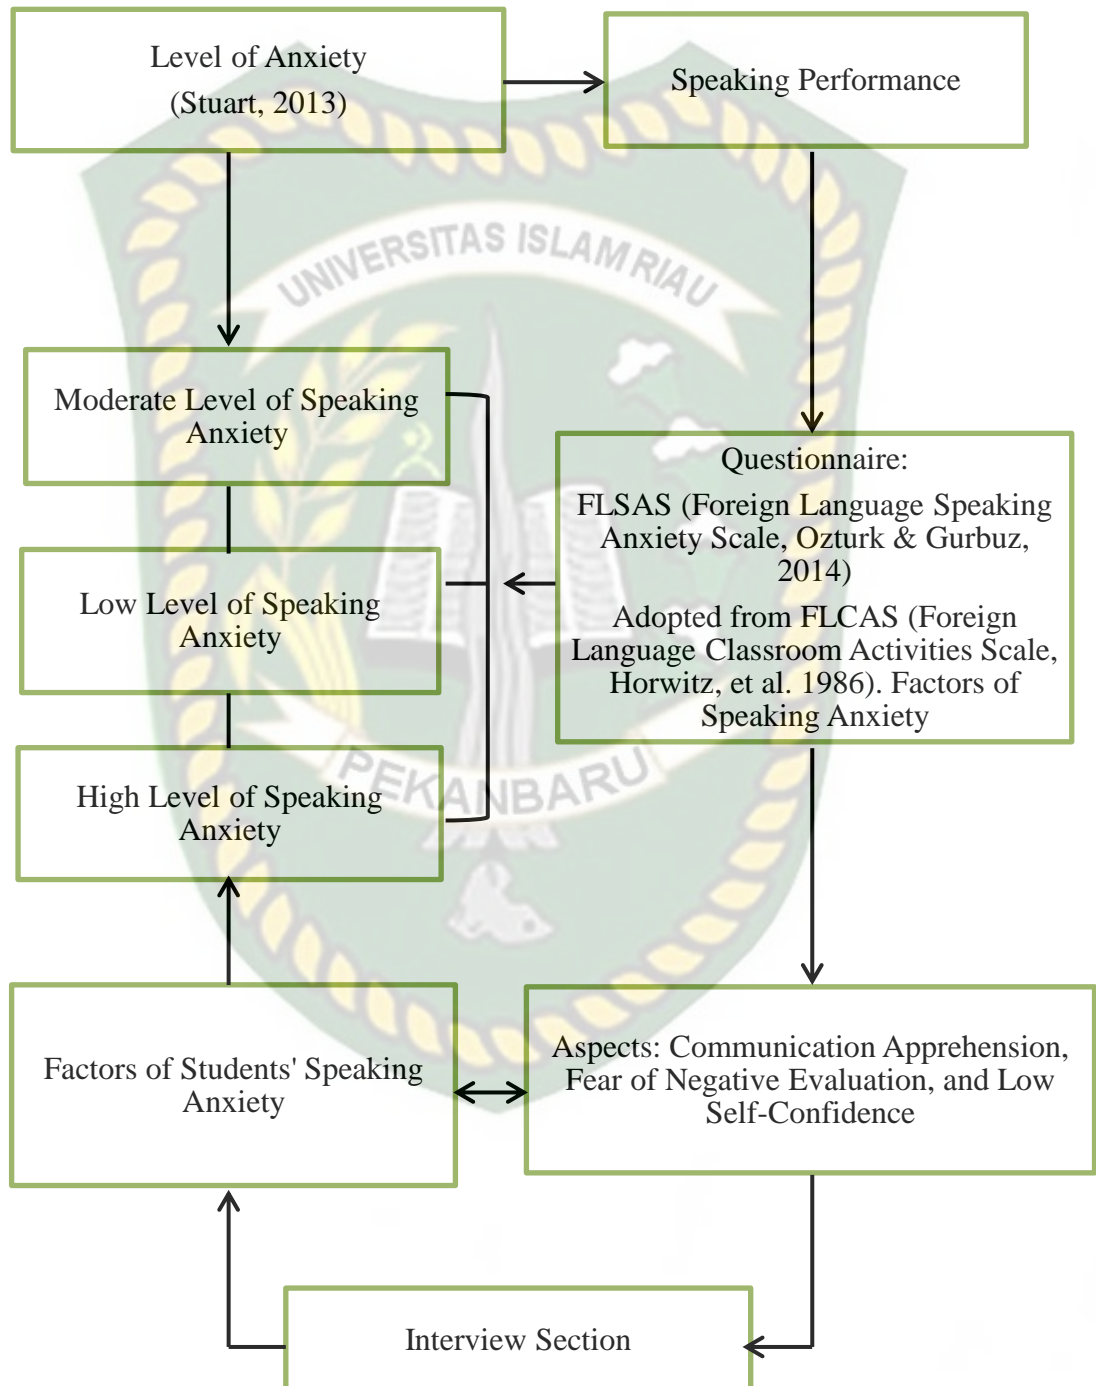 Level of Anxiety
(Stuart, 2013)
Speaking Performance
UNIVERSITAS ISLAM RIAU
Moderate Level of Speaking
Anxiety
Questionnaire:
FLSAS (Foreign Language Speaking
Anxiety Scale, Ozturk & Gurbuz,
2014)
Adopted from FLCAS (Foreign
Language Classroom Activities Scale,
Horwitz, et al. 1986). Factors of
Speaking Anxiety
Low Level of Speaking
Anxiety
High Level of Speaking
Anxiety
PEKANBARU
Factors of Students' Speaking
Anxiety
Aspects: Communication Apprehension,
Fear of Negative Evaluation, and Low
Self-Confidence
Interview Section